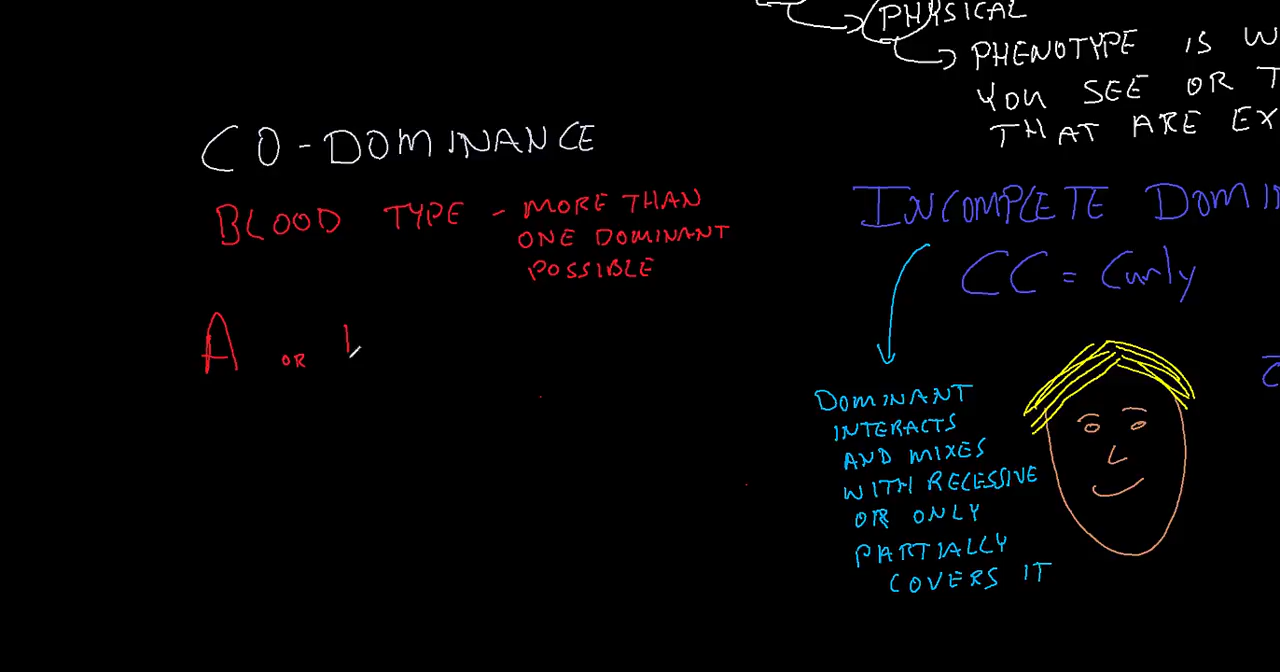 PHYSICAL
PHENOTYPE IS
YOU SEE OR
THAT ARE
CO-DOMINANCE
BLOOD TYPE - MORE THAN
ONE DOMINANT
POSSIBLE
A OR
INCOMPLETE
CC = Curly
DOMINANT
INTERACTS
AND MIXES
WITH RECESSIVE
OR ONLY
PARTIALLY
COVERS IT